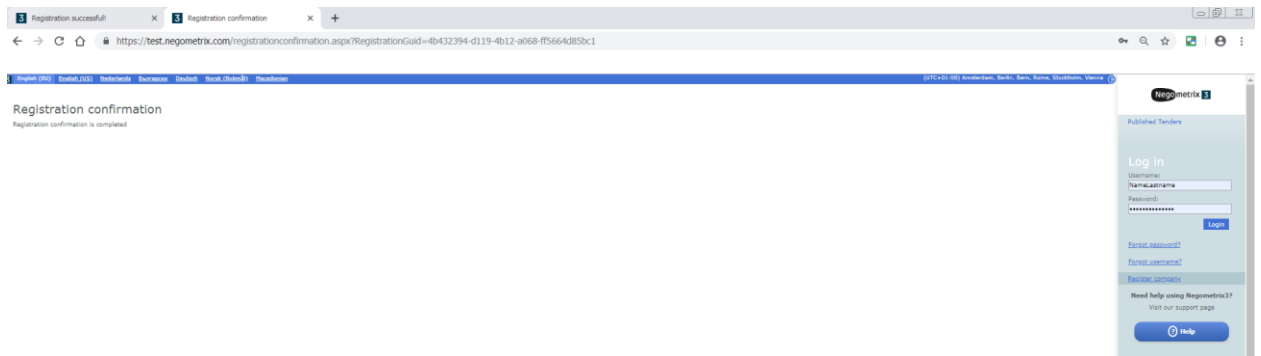 Registration successful!
Registration confirmation
https://test.negometrix.com/registrationconfirmation.aspx?RegistrationGuid=4b432394-d119-4b12-a068-ff5664d85bc1
English (EU) English (US) Nederlands Български Deutsch Norsk (Bokmål) Македонски
(UTC+01:00) Amsterdam, Berlin, Bern, Rome, Stockholm, Vienna
Registration confirmation
Registration confirmation is completed
Negometrix 3
Published Tenders
Log in
Username:
NameLastname
Password:
Login
Forgot password?
Forgot username?
Register company
Need help using Negometrix3?
Visit our support page
Help